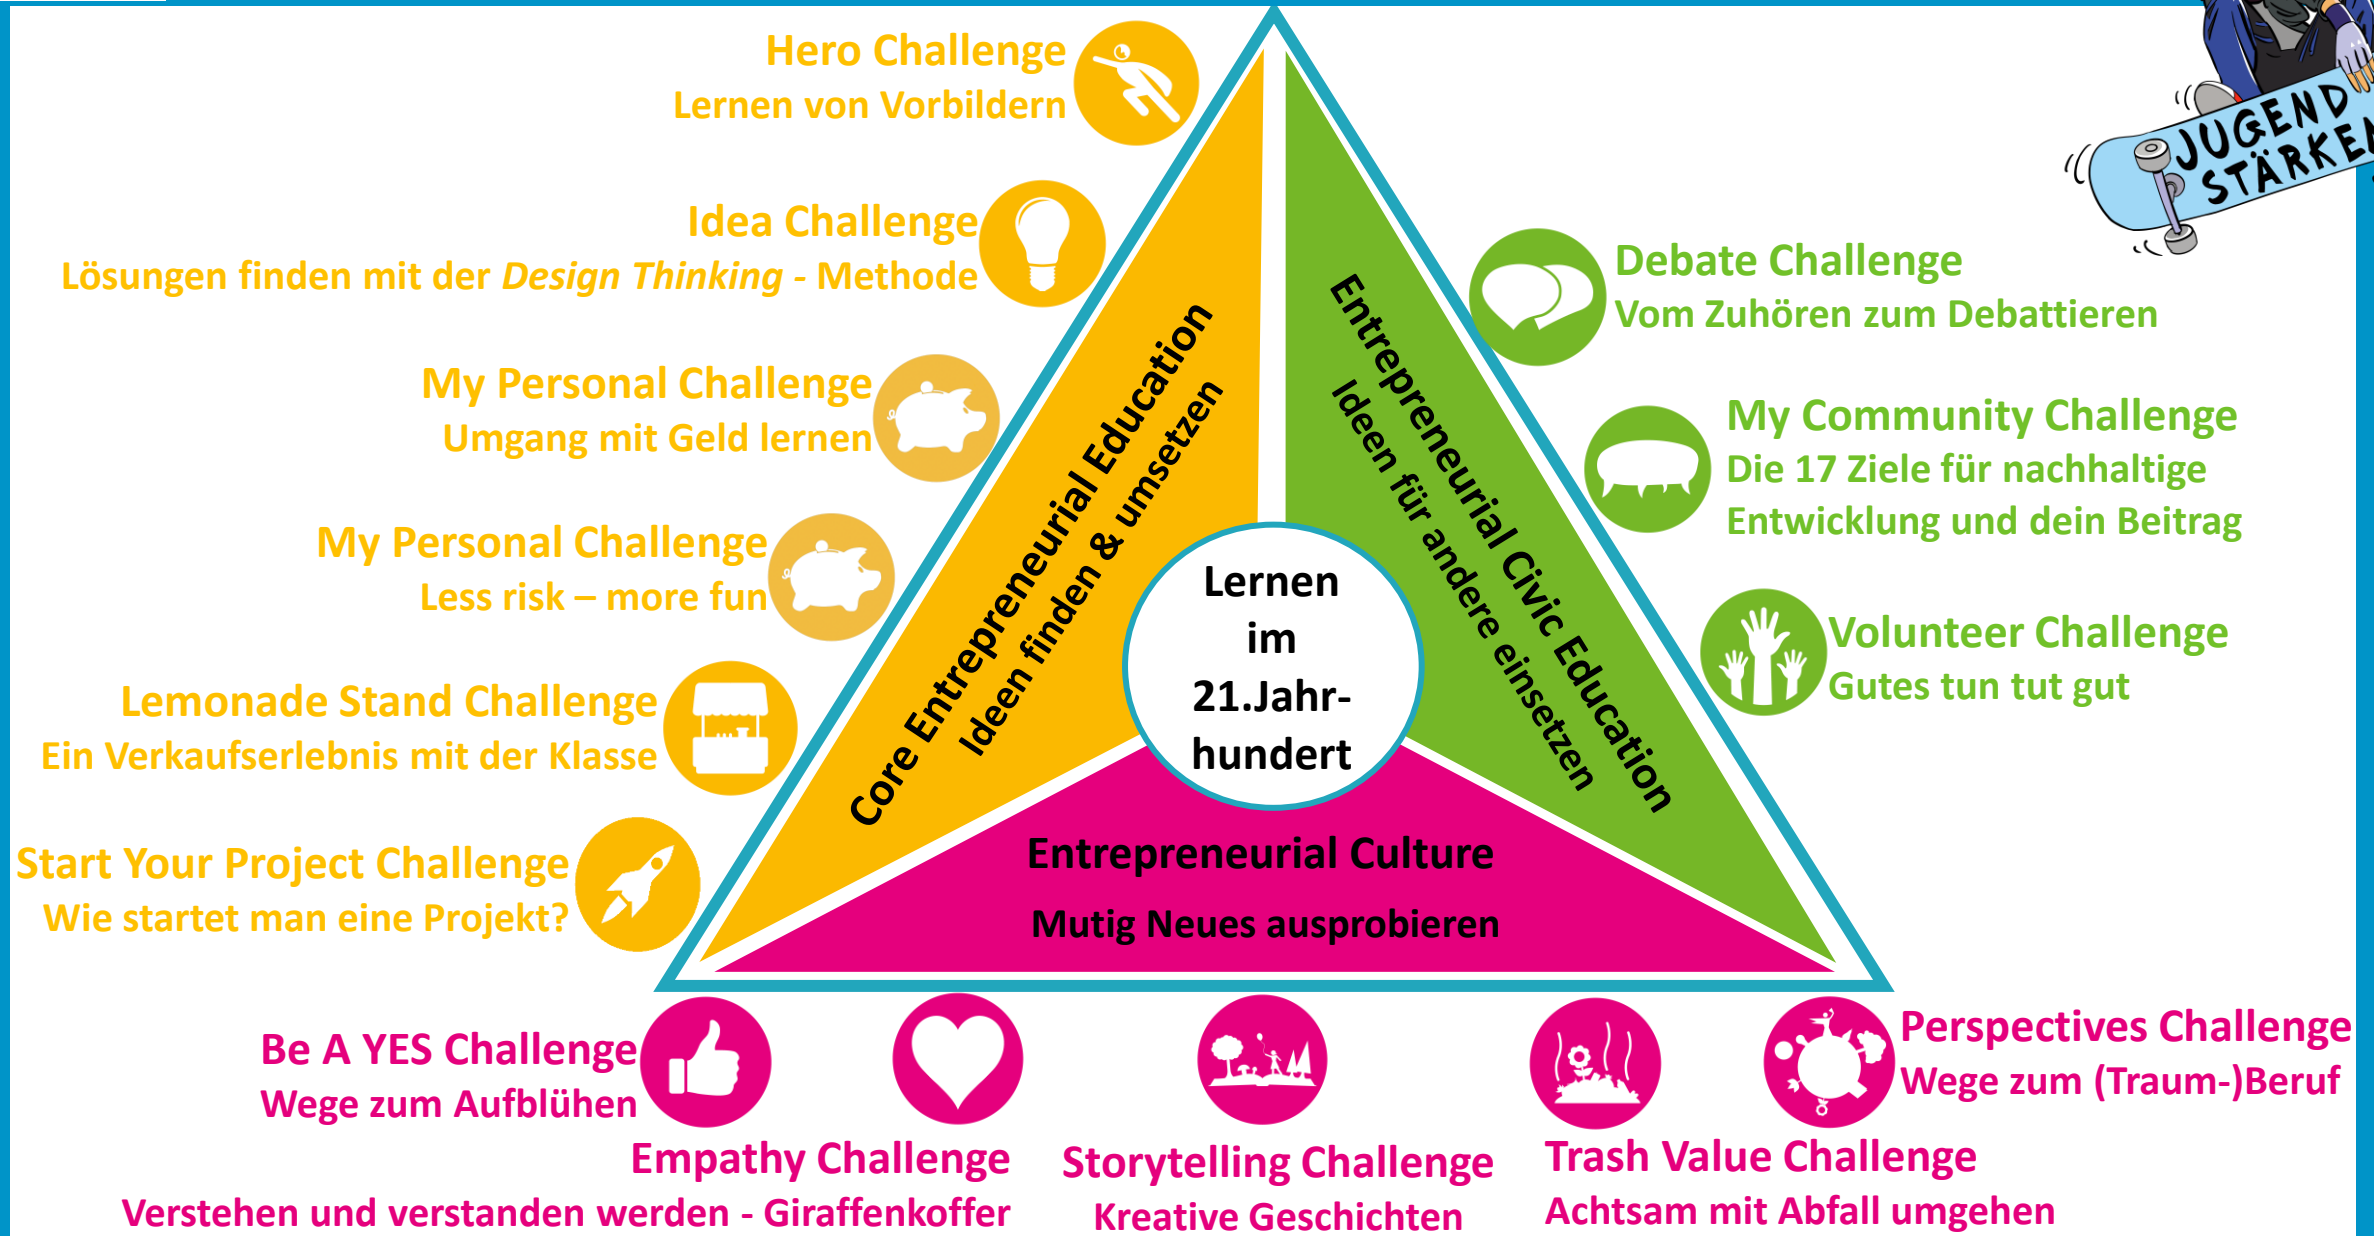 Hero Challenge
Lernen von Vorbildern
Idea Challenge
Lösungen finden mit der Design Thinking - Methode
My Personal Challenge
Umgang mit Geld lernen
My Personal Challenge
Less risk – more fun
Lemonade Stand Challenge
Ein Verkaufserlebnis mit der Klasse
Start Your Project Challenge
Wie startet man eine Projekt?
Core Entrepreneurial Education
Ideen finden & umsetzen
Entrepreneurial Civic Education
Ideen für andere einsetzen
Lernen
im
21.Jahr-
hundert
Entrepreneurial Culture
Mutig Neues ausprobieren
JUGEND
STÄRKEN
Debate Challenge
Vom Zuhören zum Debattieren
My Community Challenge
Die 17 Ziele für nachhaltige
Entwicklung und dein Beitrag
Volunteer Challenge
Gutes tun tut gut
Be A YES Challenge
Wege zum Aufblühen
Empathy Challenge
Verstehen und verstanden werden - Giraffenkoffer
Storytelling Challenge
Kreative Geschichten
Trash Value Challenge
Achtsam mit Abfall umgehen
Perspectives Challenge
Wege zum (Traum-)Beruf